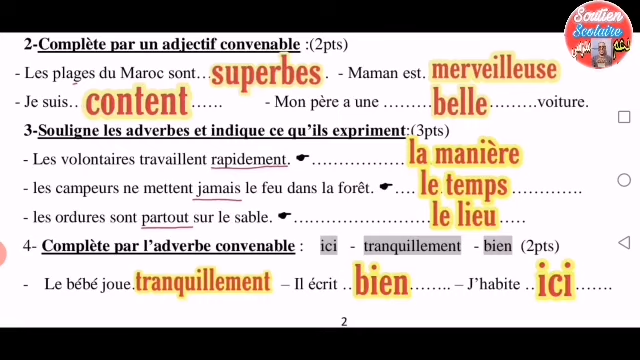 Soutien
Scolaire
2-Complète par un adjectif convenable :(2pts)
- Les plages du Maroc sont... superbes . - Maman est. merveilleuse
- Je suis. content ...... - Mon père a une ......... belle .........voiture.
3-Souligne les adverbes et indique ce qu'ils expriment:(3pts)
- Les volontaires travaillent rapidement. ☛.................. la manière
- les campeurs ne mettent jamais le feu dans la forêt. ☛.... le temps .............
- les ordures sont partout sur le sable. ☛........................... le lieu .....
4- Complète par l'adverbe convenable : ici - tranquillement - bien (2pts)
- Le bébé joue. tranquillement – Il écrit .. bien ........ – J'habite .. ici .......
2